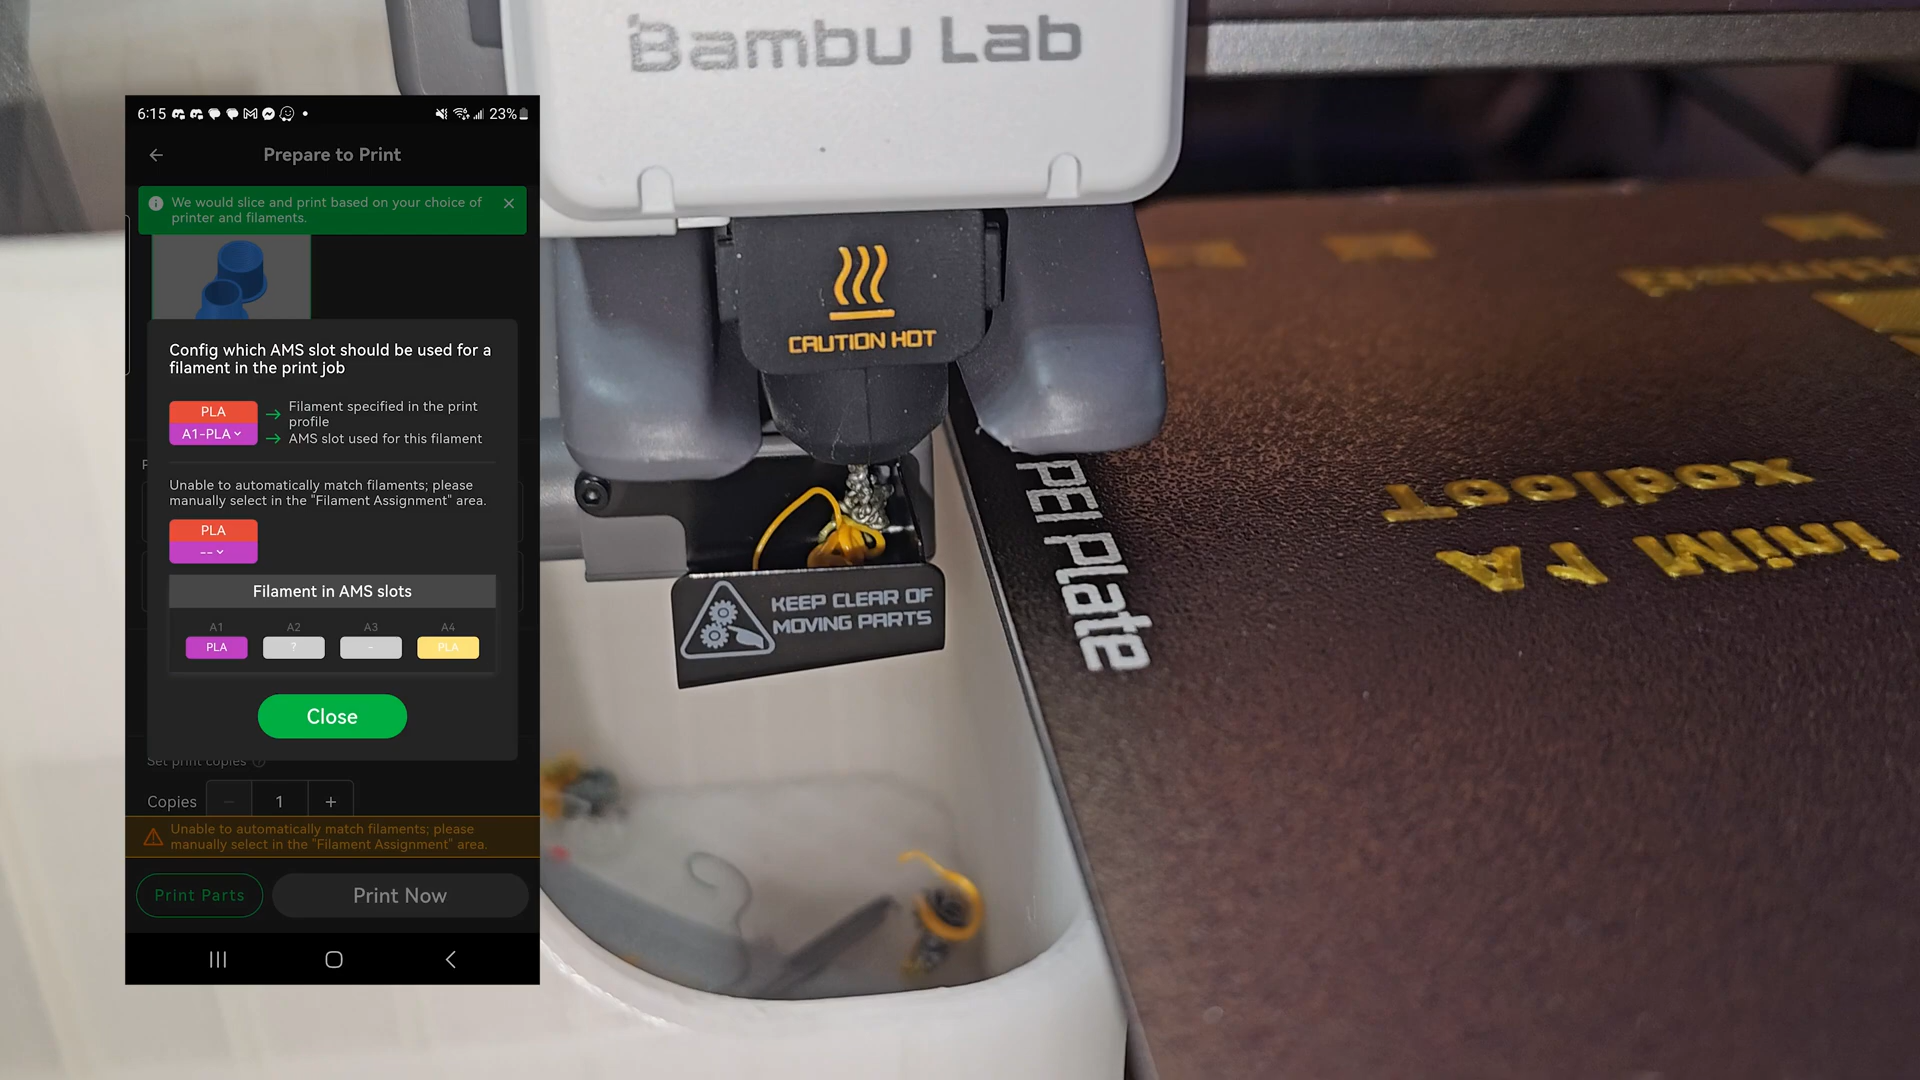 6:15
23%
Prepare to Print
We would slice and print based on your choice of
printer and filaments.
Config which AMS slot should be used for a
filament in the print job
PLA
A1-PLA
Filament specified in the print
profile
AMS slot used for this filament
Unable to automatically match filaments; please
manually select in the "Filament Assignment" area.
PLA
--
Filament in AMS slots
A1 A2 A3 A4
PLA ? - PLA
Close
Set print copies
Copies - 1 +
Unable to automatically match filaments; please
manually select in the "Filament Assignment" area.
Print Parts
Print Now
Bambu Lab
CAUTION HOT
KEEP CLEAR OF
MOVING PARTS
PEI Plate
A1 Mini
Toolbox